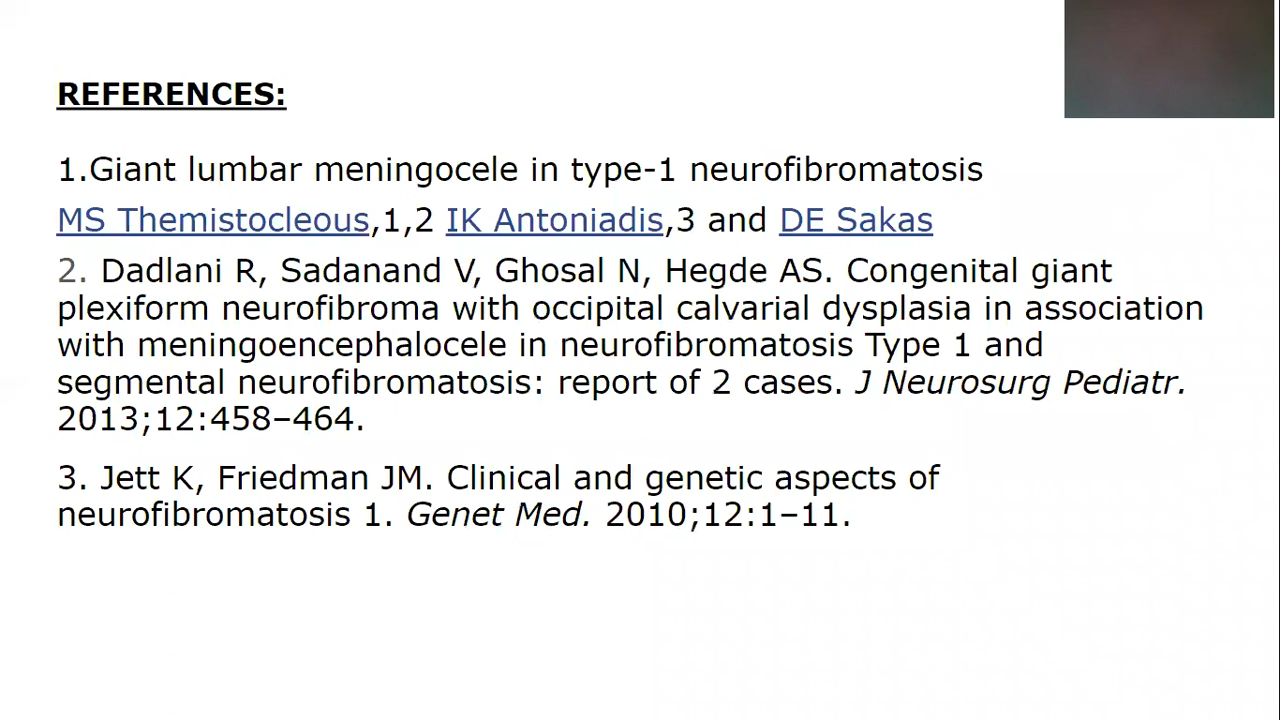 REFERENCES:
1.Giant lumbar meningocele in type-1 neurofibromatosis
MS Themistocleous,1,2 IK Antoniadis,3 and DE Sakas
2. Dadlani R, Sadanand V, Ghosal N, Hegde AS. Congenital giant
plexiform neurofibroma with occipital calvarial dysplasia in association
with meningoencephalocele in neurofibromatosis Type 1 and
segmental neurofibromatosis: report of 2 cases. J Neurosurg Pediatr.
2013;12:458–464.
3. Jett K, Friedman JM. Clinical and genetic aspects of
neurofibromatosis 1. Genet Med. 2010;12:1–11.